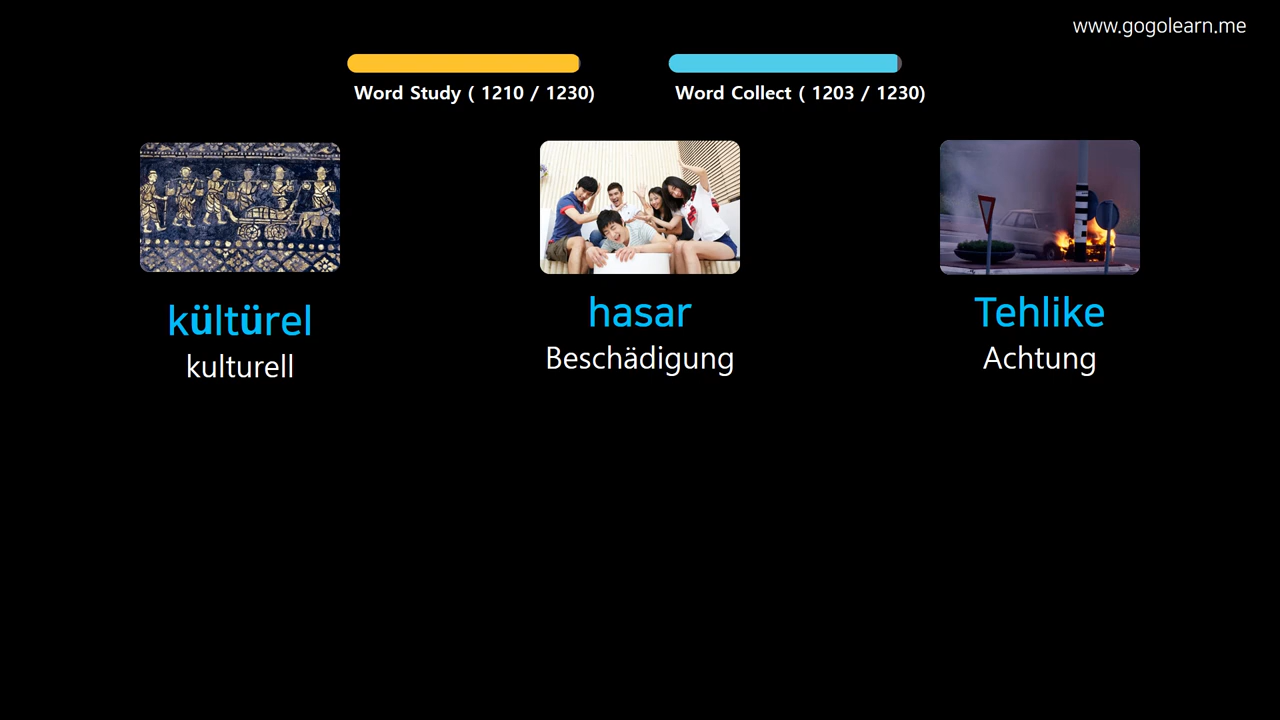 www.gogolearn.me
Word Study ( 1210 / 1230)
Word Collect ( 1203 / 1230)
kültürel
kulturell
hasar
Beschädigung
Tehlike
Achtung